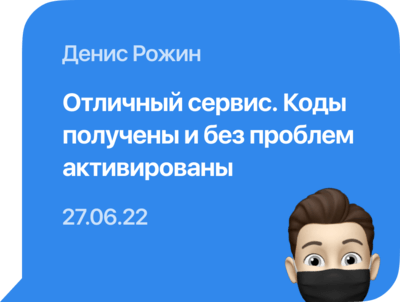 Денис Рожин
Отличный сервис. Коды
получены и без проблем
активированы
27.06.22